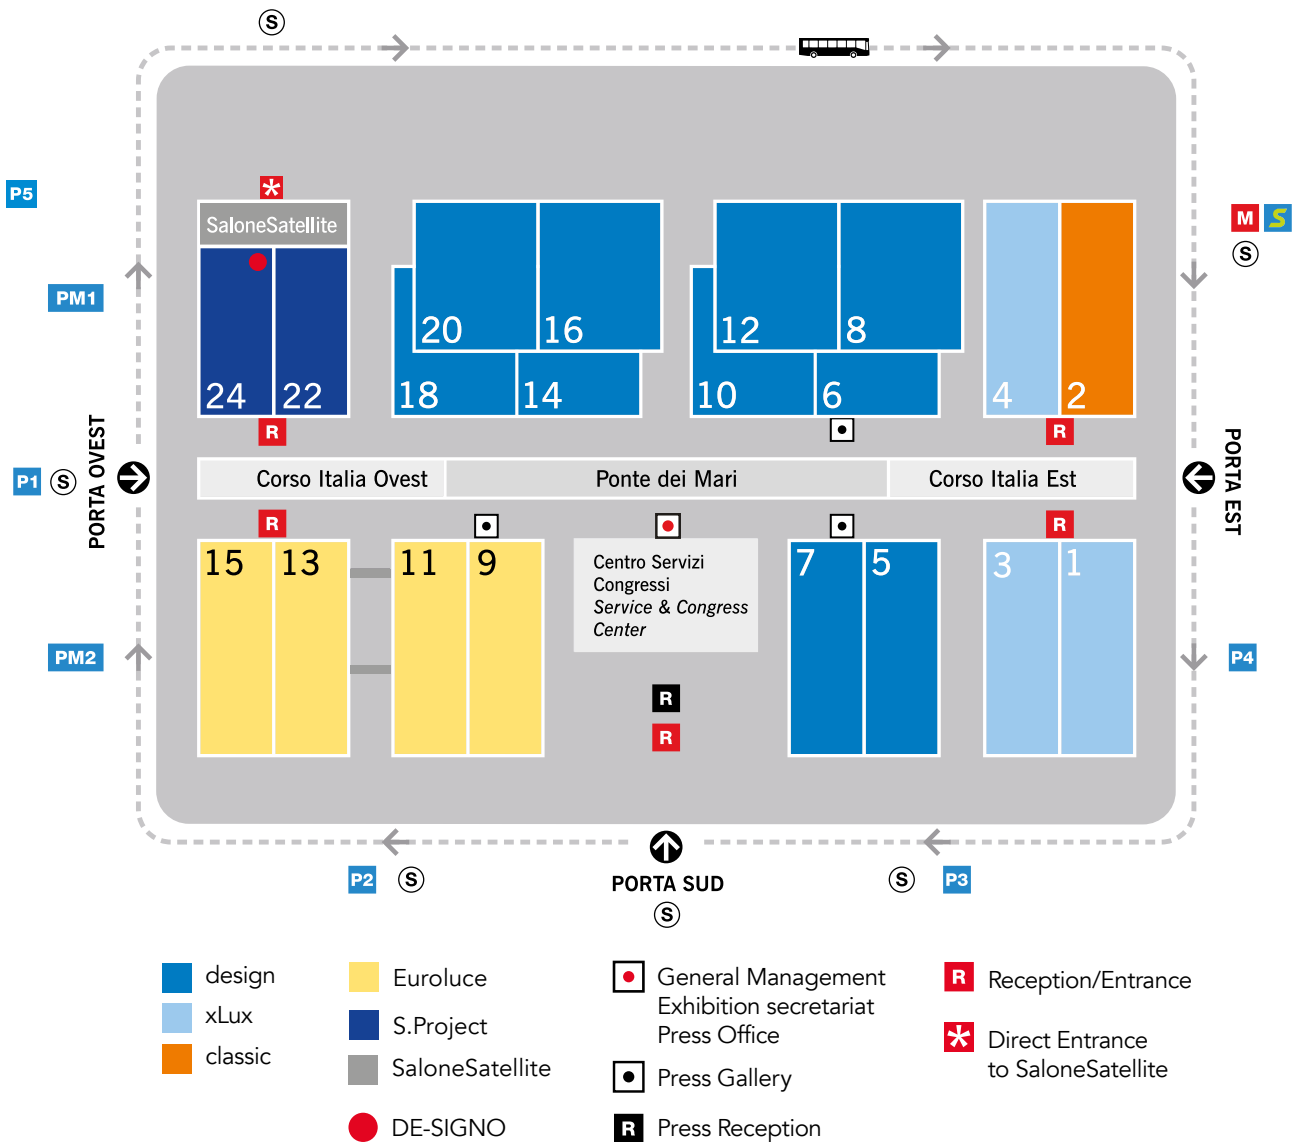 S
P5
SaloneSatellite
M S
S
PM1
20 16
12 8
24 22
18 14
10 6
4 2
R
R
P1 S
PORTA OVEST
Corso Italia Ovest
Ponte dei Mari
Corso Italia Est
PORTA EST
R
R
15 13
11 9
Centro Servizi
Congressi
Service & Congress
Center
7 5
3 1
PM2
P4
R
R
P2 S
PORTA SUD
S
S P3
design
xLux
classic
Euroluce
S.Project
SaloneSatellite
DE-SIGNO
General Management
Exhibition secretariat
Press Office
Press Gallery
R Press Reception
R Reception/Entrance
Direct Entrance
to SaloneSatellite